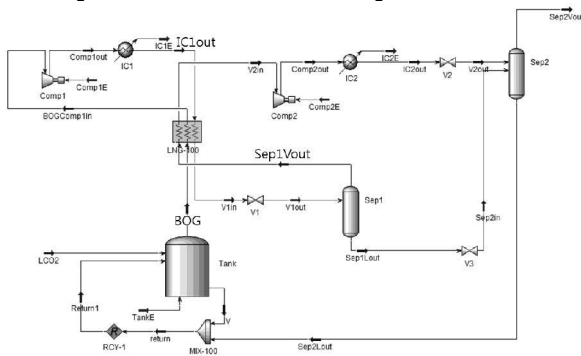 Sep2Vout
IC1out
Comp1out
IC1E
IC1
Comp1E
Comp1
BOGComp1in
LNG-100
V2in
Comp2out
IC2E
IC2
IC2out
V2
V2out
Sep2
Comp2E
Comp2
Sep1Vout
V1in
V1
V1out
Sep1
Sep2in
Sep1Lout
V3
BOG
LCO2
Tank
Return1
TankE
V
RCY-1
return
MIX-100
Sep2Lout
R